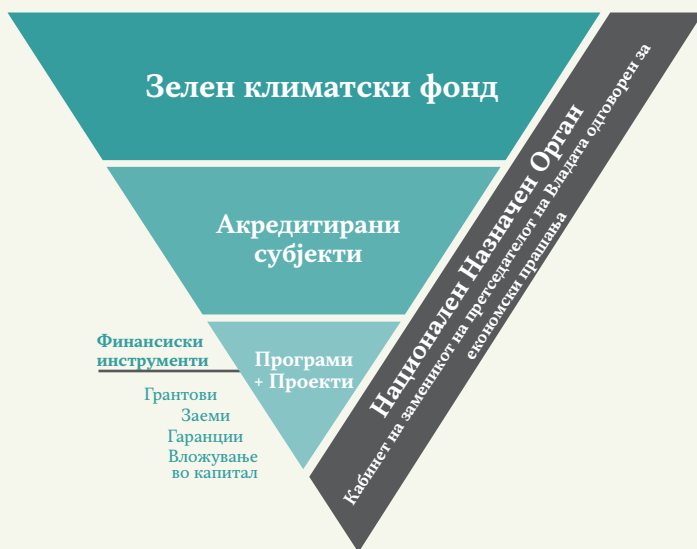 Зелен климатски фонд
Акредитирани
субјекти
Програми
+ Проекти
Финансиски
инструменти
Грантови
Заеми
Гаранции
Вложување
во капитал
Национален Назначен Орган
Кабинет на заменикот на претседателот на Владата одговорен за
економски прашања